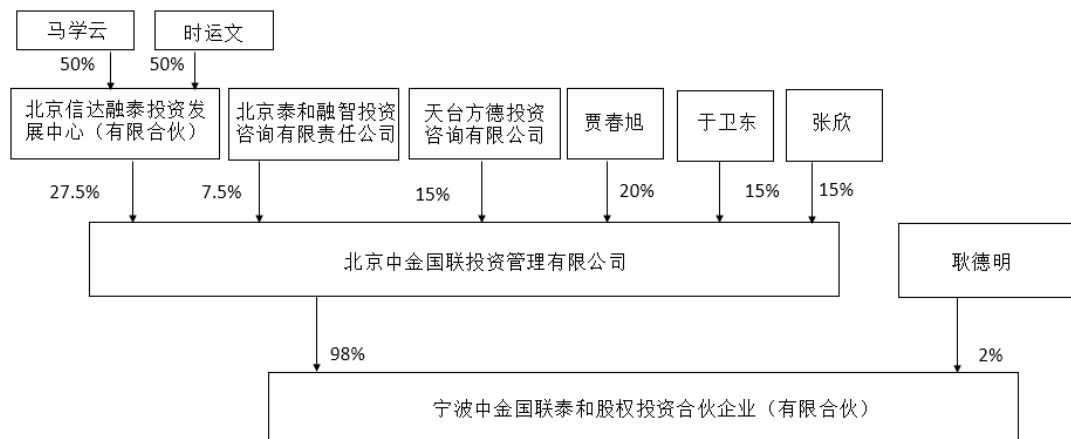 马学云
时运文
50%
50%
北京信达融泰投资发
展中心（有限合伙）
北京泰和融智投资
咨询有限责任公司
天台方德投资
咨询有限公司
贾春旭
于卫东
张欣
27.5%
7.5%
15%
20%
15%
15%
北京中金国联投资管理有限公司
耿德明
98%
2%
宁波中金国联泰和股权投资合伙企业（有限合伙）